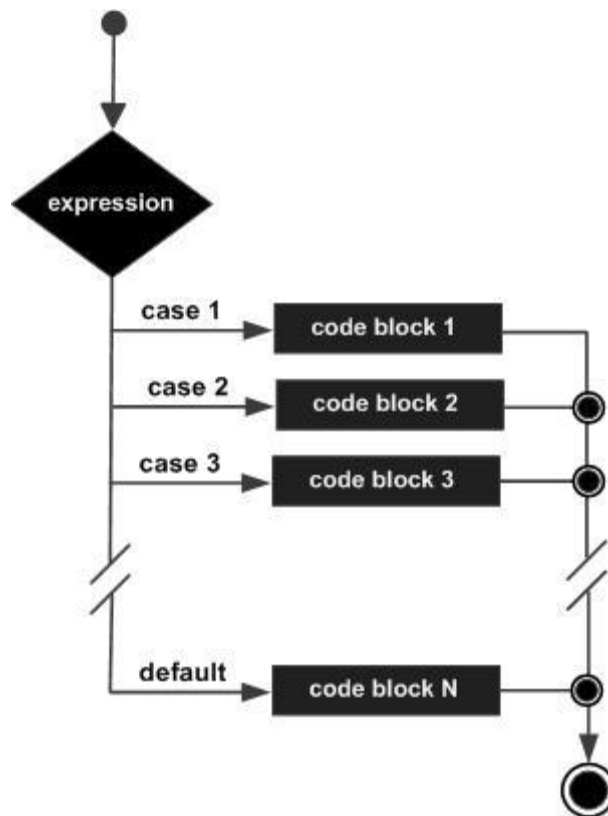 expression
case 1
code block 1
case 2
code block 2
case 3
code block 3
default
code block N